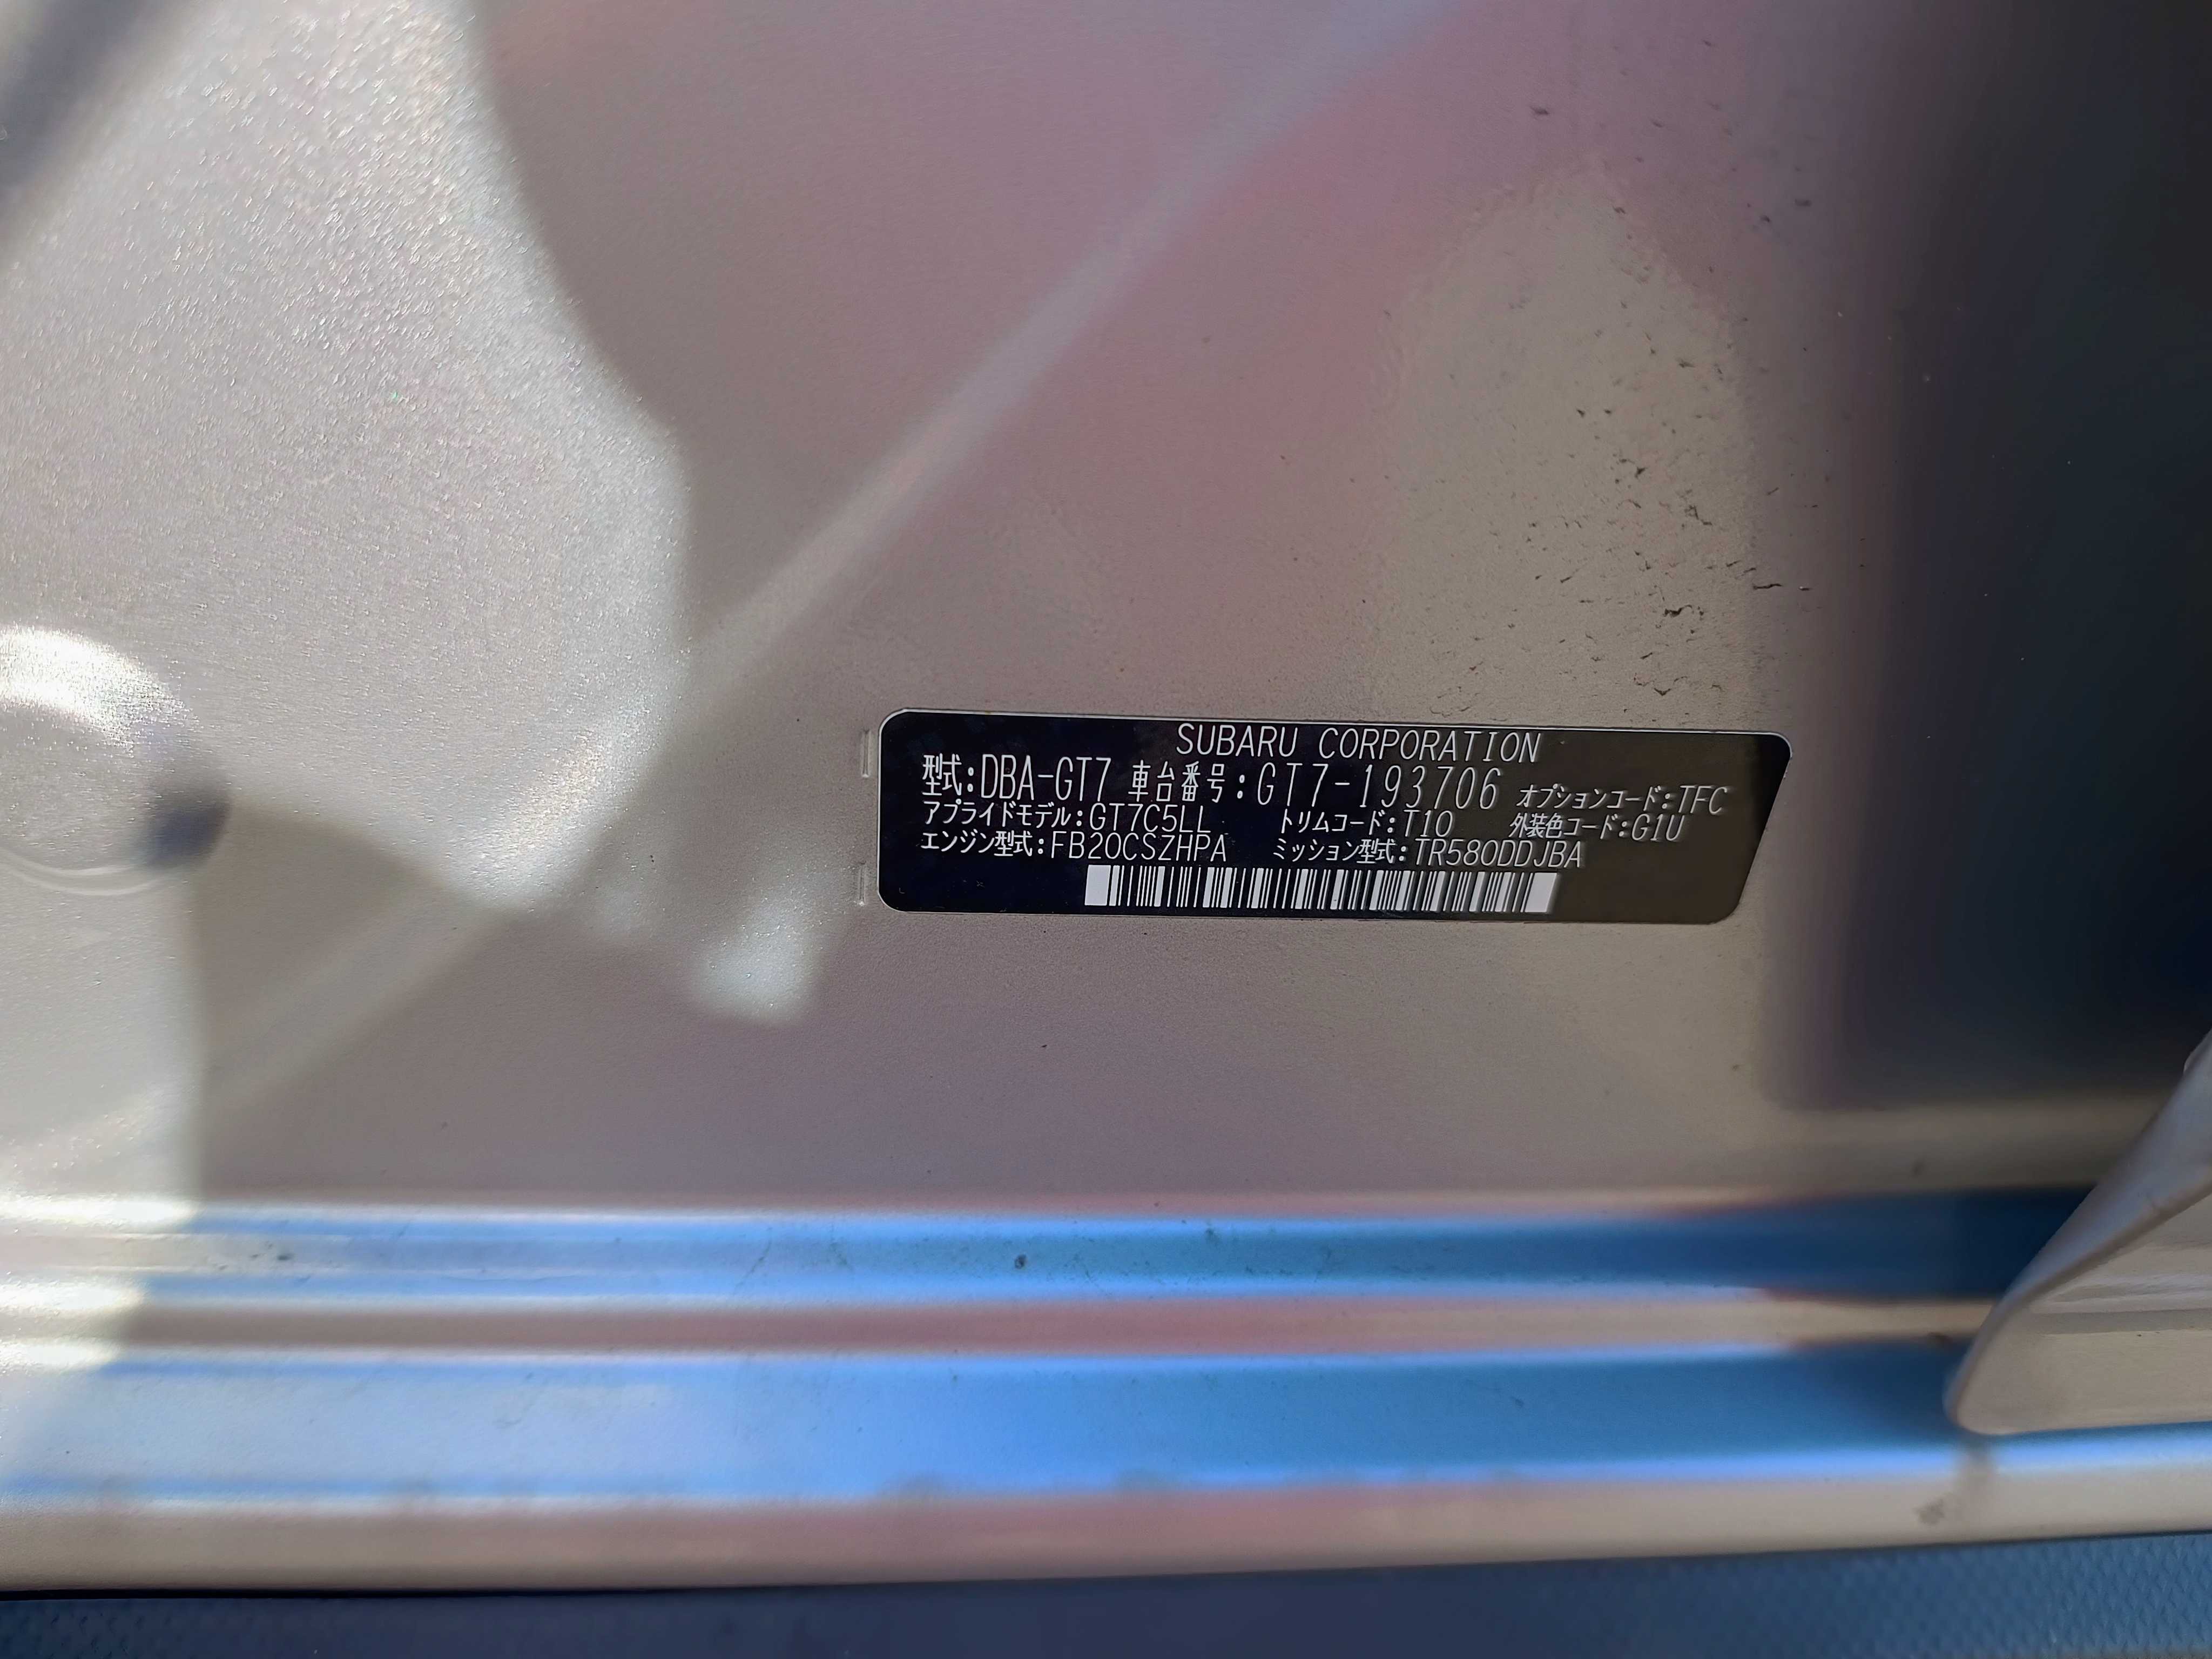 SUBARU CORPORATION
型式:DBA-GT7 車台番号:GT7-193706 オプションコード:TFC
アプライドモデル:GT7C5LL トリムコード:T10 外装色コード:G1U
エンジン型式:FB20CSZHPA ミッション型式:TR580DDJBA